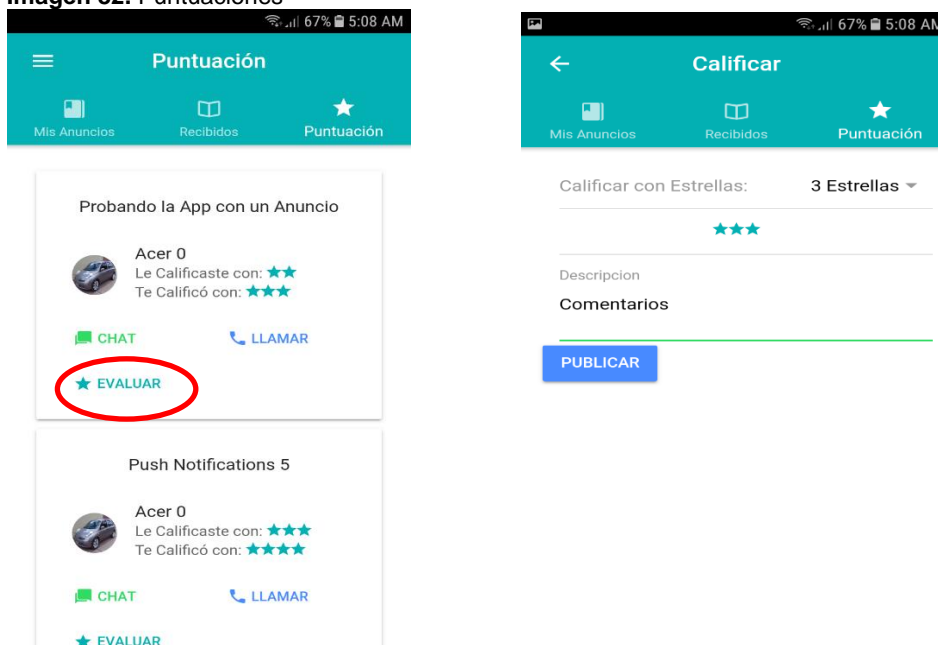 Imagen 32. Puntuaciones
67% 5:08 AM
Puntuación
Mis Anuncios Recibidos Puntuación
Probando la App con un Anuncio
Acer 0
Le Calificaste con: ★★
Te Calificó con: ★★★
CHAT LLAMAR
★ EVALUAR
Push Notifications 5
Acer 0
Le Calificaste con: ★★★
Te Calificó con: ★★★★
CHAT LLAMAR
★ EVALUAR
67% 5:08 AM
Calificar
Mis Anuncios Recibidos Puntuación
Calificar con Estrellas: 3 Estrellas
★★★
Descripcion
Comentarios
PUBLICAR